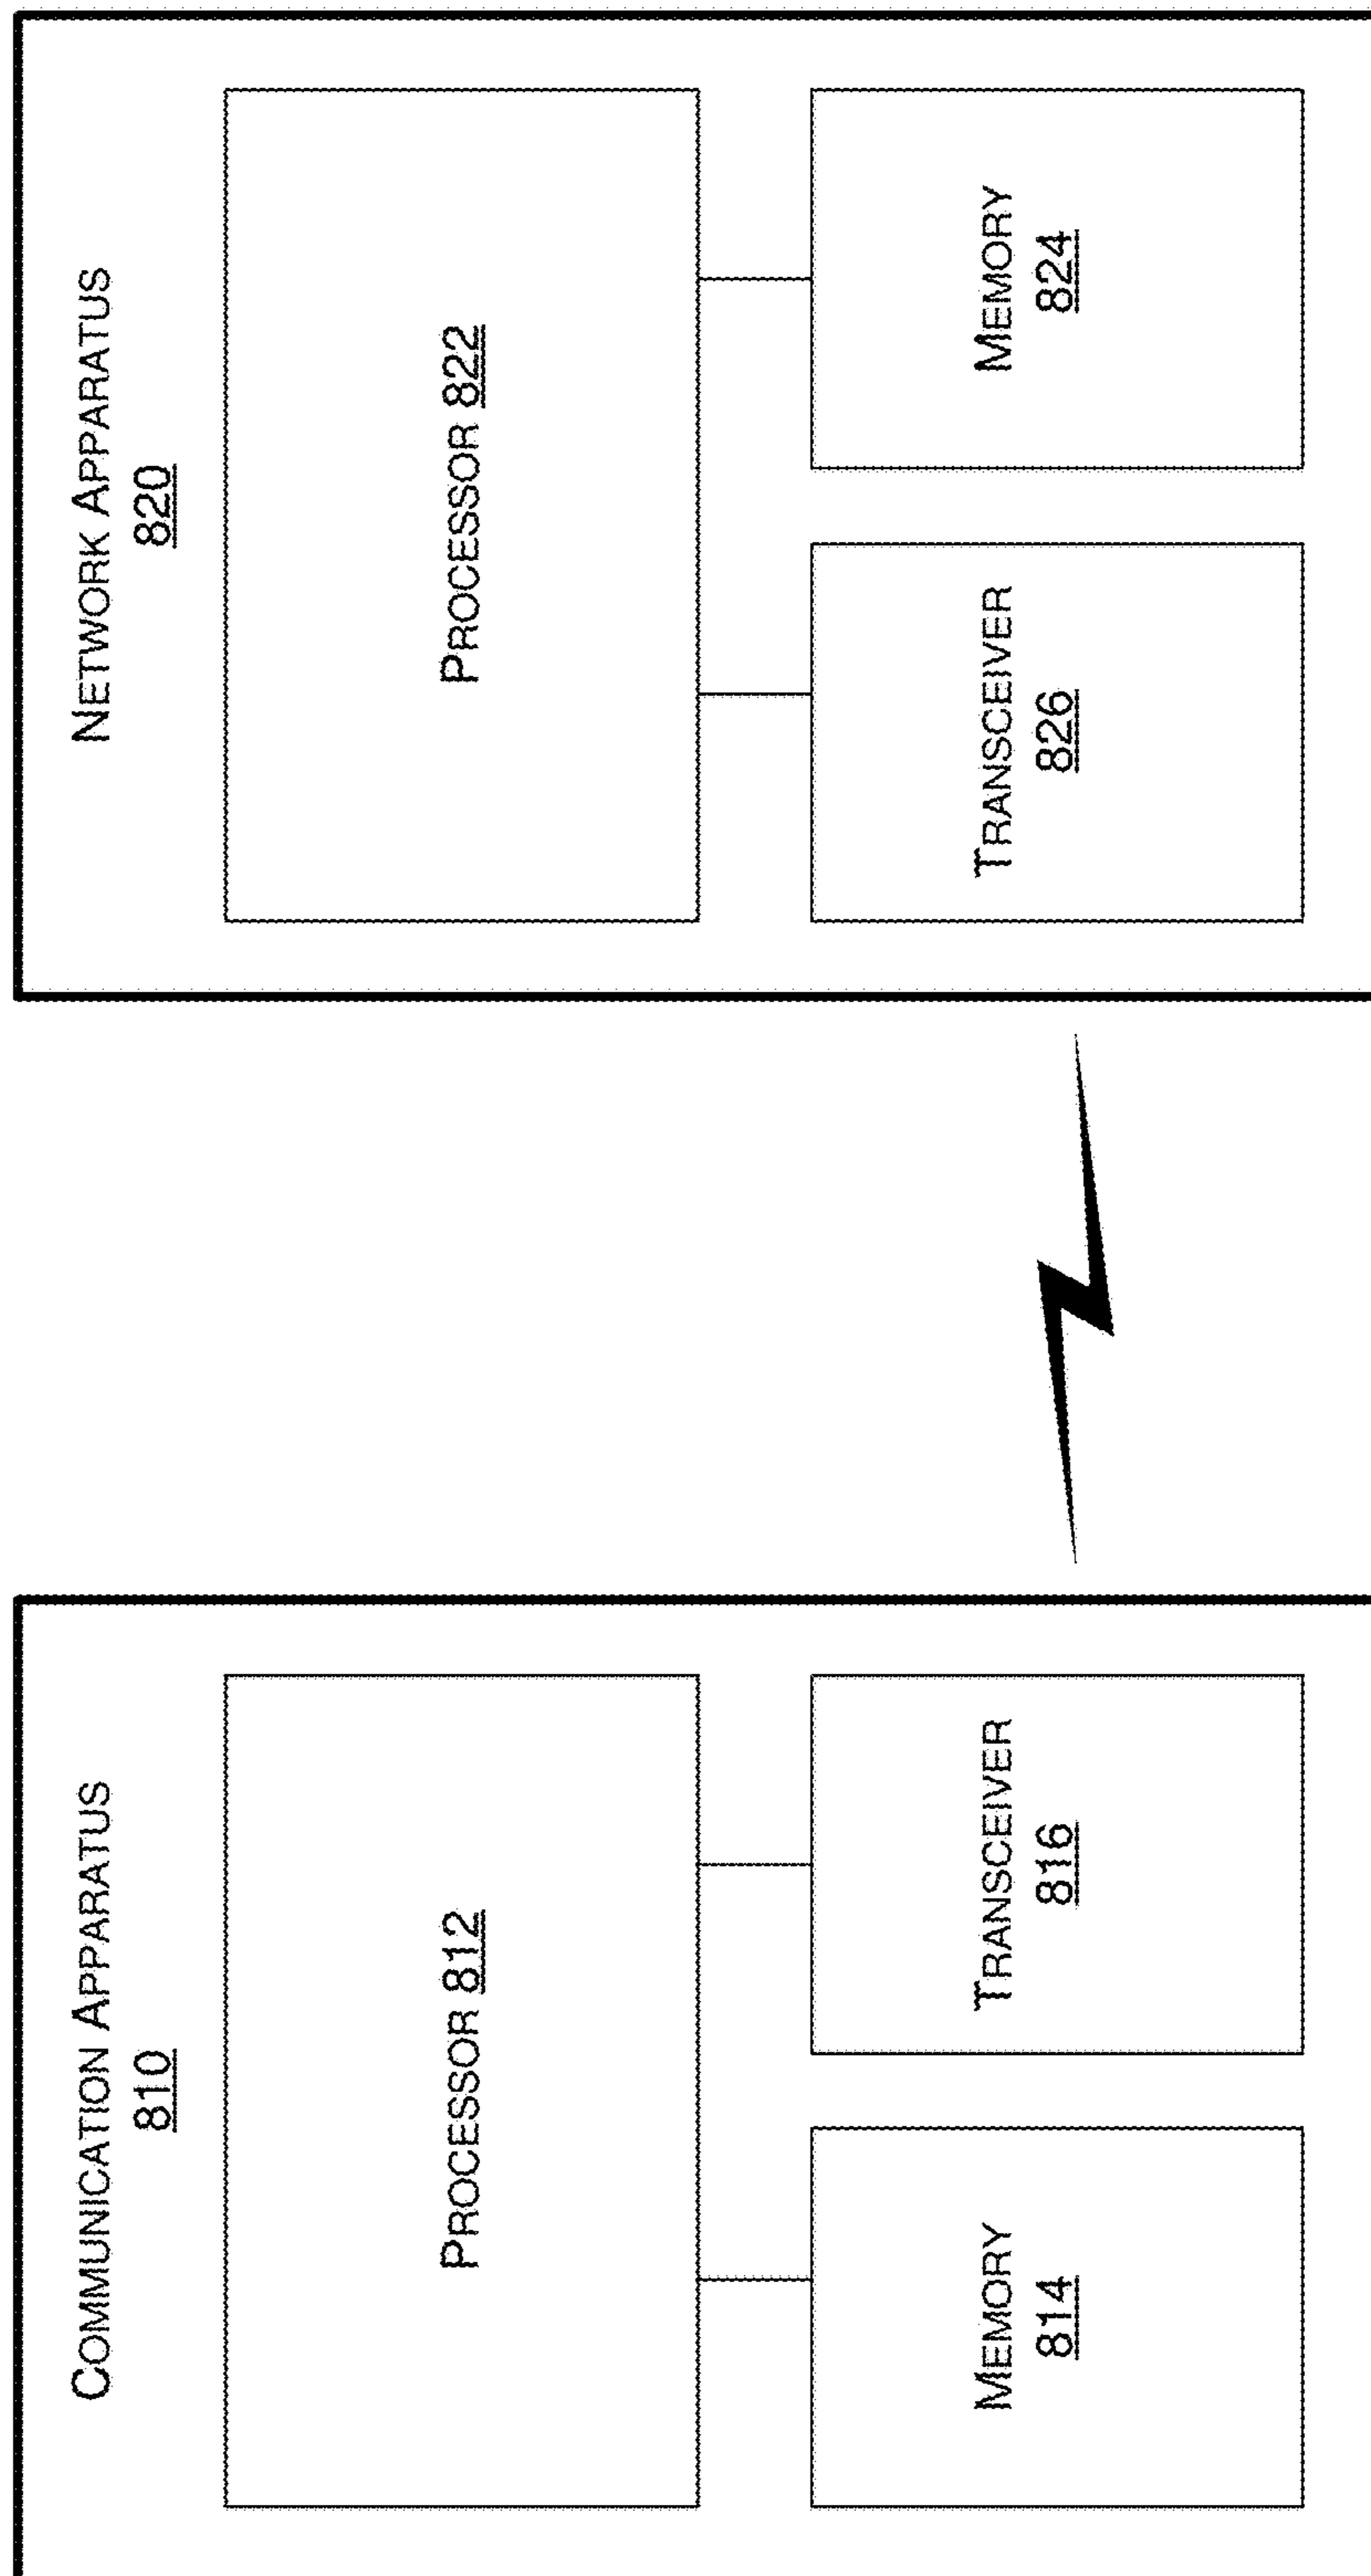 COMMUNICATION APPARATUS
810
PROCESSOR 812
MEMORY
814
TRANSCEIVER
816
NETWORK APPARATUS
820
PROCESSOR 822
TRANSCEIVER
826
MEMORY
824